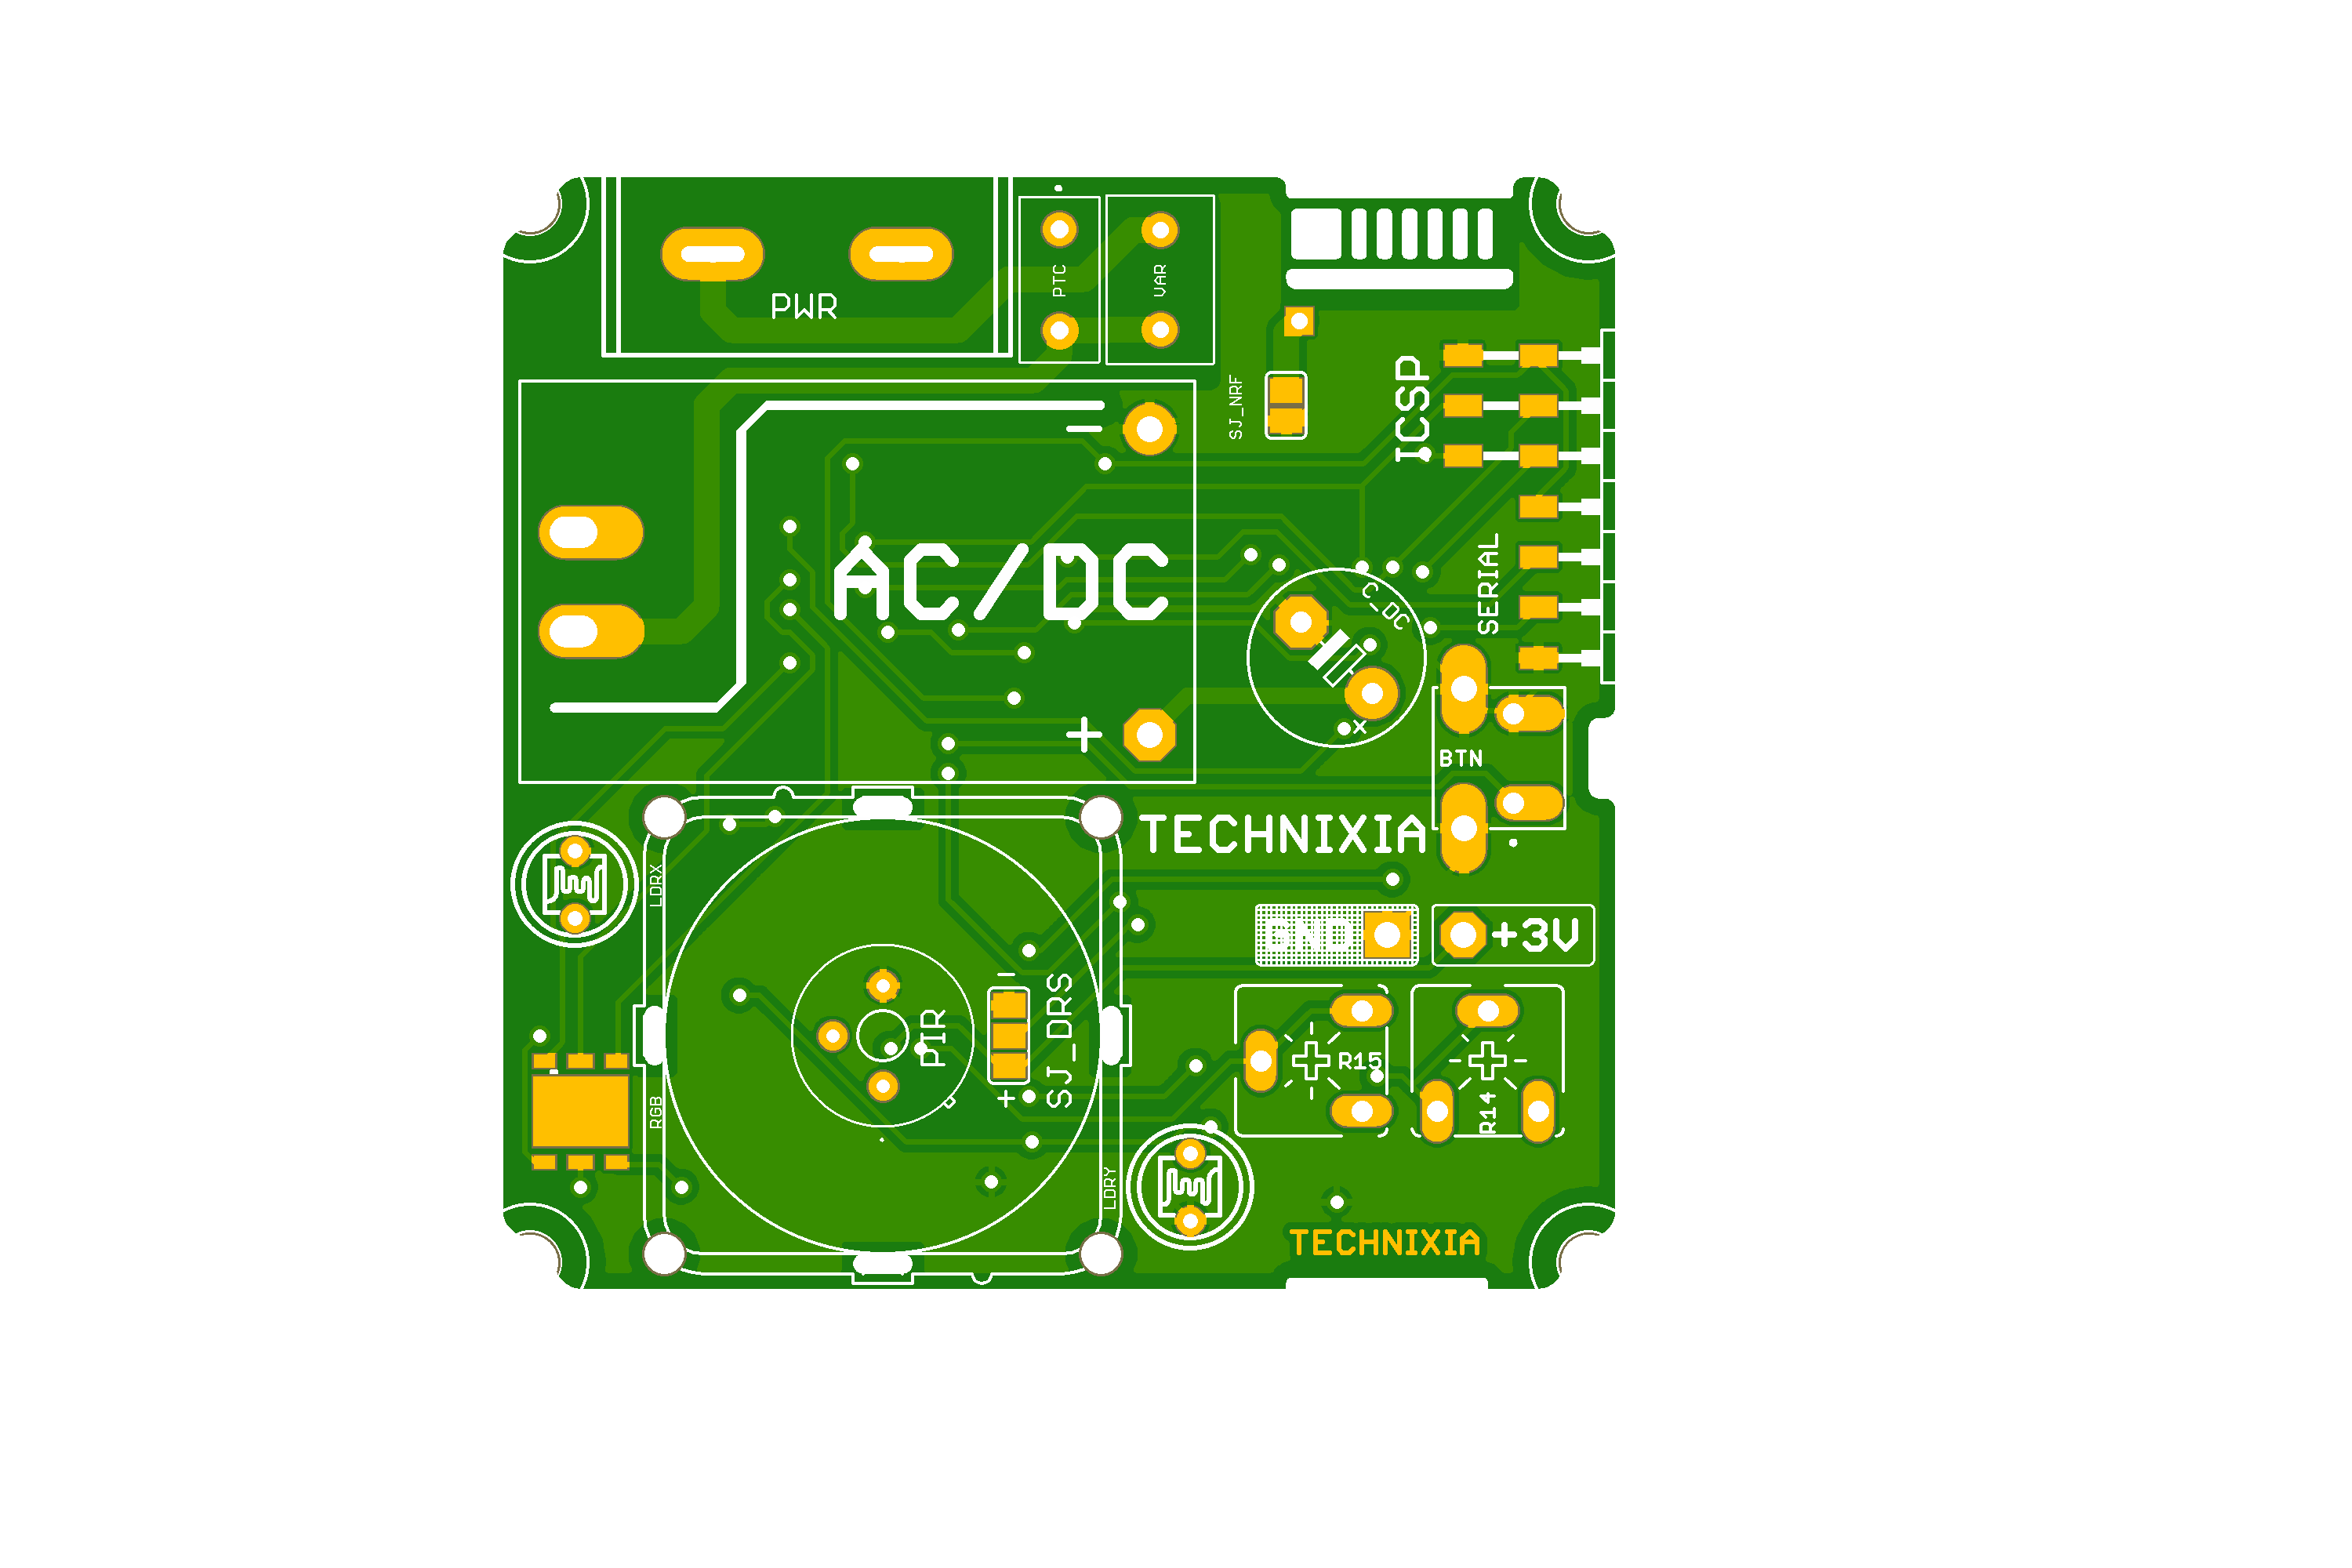 PWR
PTC
VAR
SJ_NRF
ICSP
AC/DC
-
+
C_DC
+
SERIAL
BTN
TECHNIXIA
LDRX
GND
+3V
PIR
-
SJ_DRS
+
R15
R14
RGB
LDRY
TECHNIXIA